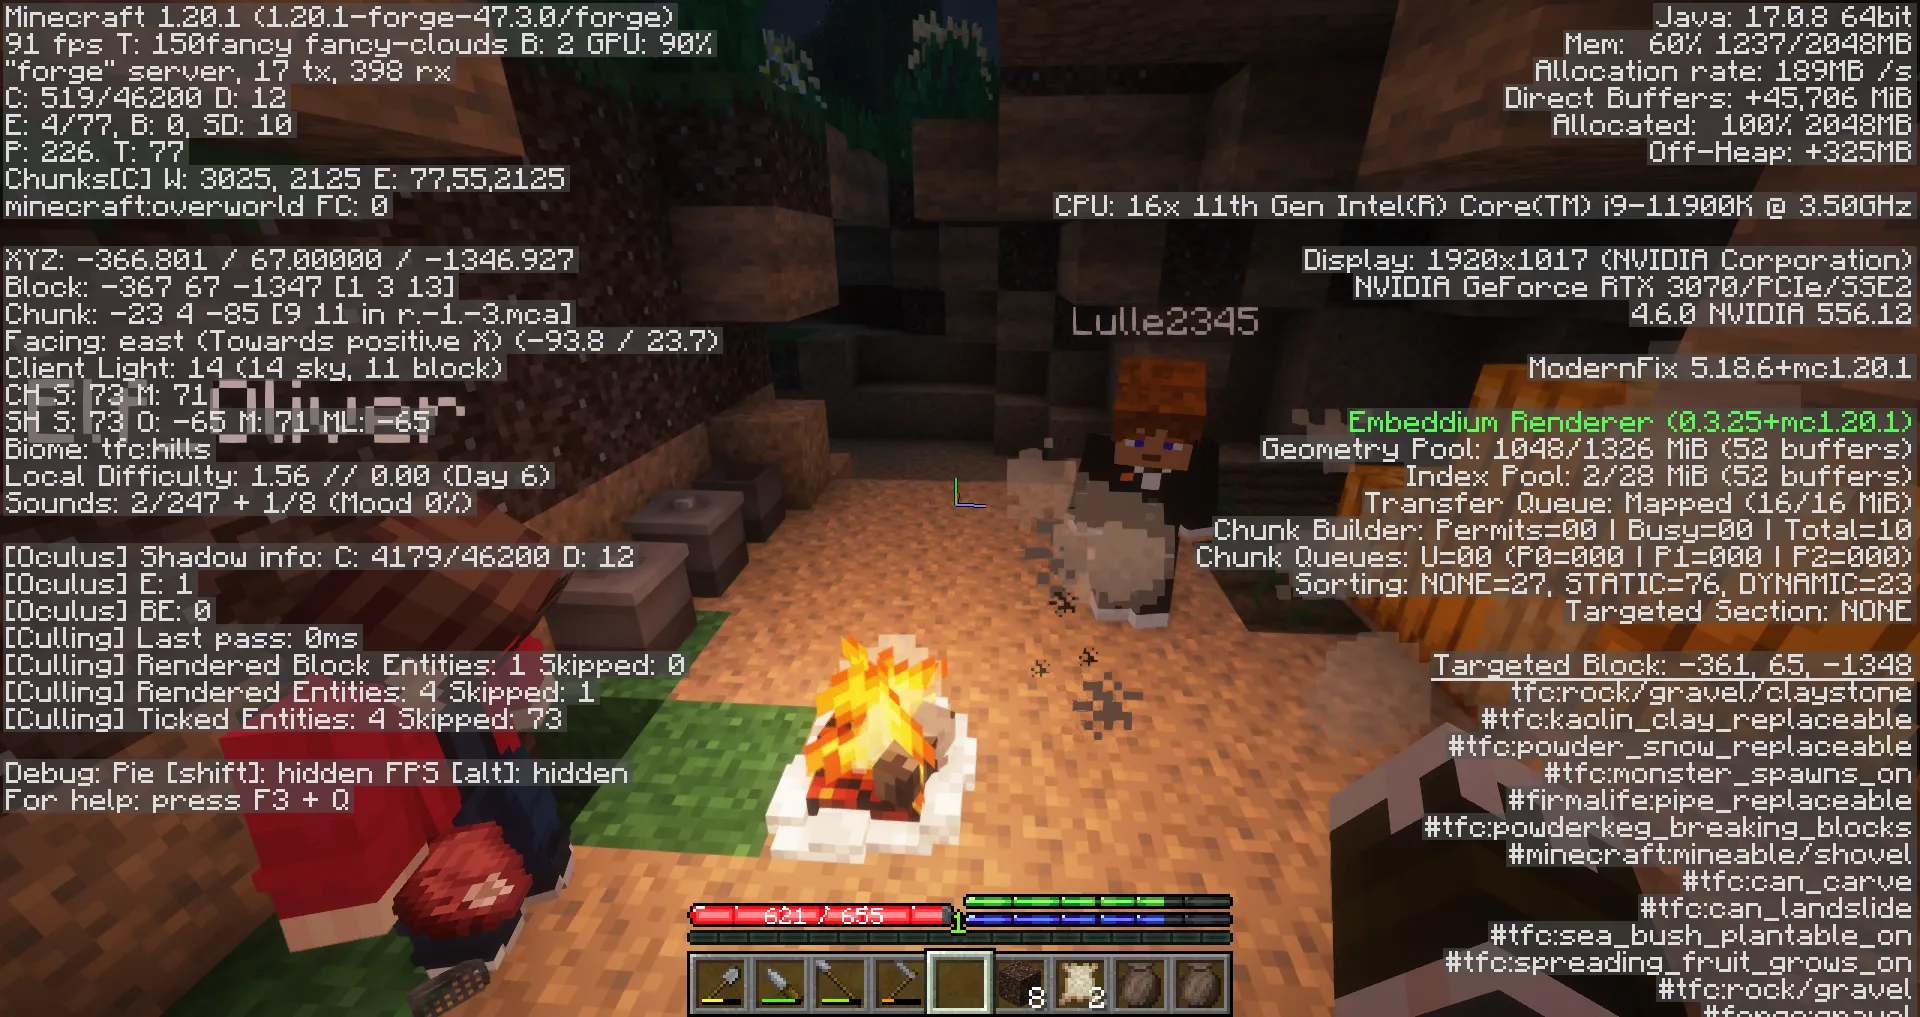 Minecraft 1.20.1 (1.20.1-forge-47.3.0/forge)
91 fps T: 150fancy fancy-clouds B: 2 GPU: 90%
"forge" server, 17 tx, 398 rx
C: 519/46200 D: 12
E: 4/77, B: 0, SD: 10
P: 226. T: 77
Chunks[C] W: 3025, 2125 E: 77,55,2125
minecraft:overworld FC: 0
XYZ: -366.801 / 67.00000 / -1346.927
Block: -367 67 -1347 [1 3 13]
Chunk: -23 4 -85 [9 11 in r.-1.-3.mca]
Facing: east (Towards positive X) (-93.8 / 23.7)
Client Light: 14 (14 sky, 11 block)
CH S: 73 M: 71
SH S: 73 O: -65 M: 71 ML: -65
Biome: tfc:hills
Local Difficulty: 1.56 // 0.00 (Day 6)
Sounds: 2/247 + 1/8 (Mood 0%)
[Oculus] Shadow info: C: 4179/46200 D: 12
[Oculus] E: 1
[Oculus] BE: 0
[Culling] Last pass: 0ms
[Culling] Rendered Block Entities: 1 Skipped: 0
[Culling] Rendered Entities: 4 Skipped: 1
[Culling] Ticked Entities: 4 Skipped: 73
Debug: Pie [shift]: hidden FPS [alt]: hidden
For help: press F3 + Q
Java: 17.0.8 64bit
Mem: 60% 1237/2048MB
Allocation rate: 189MB /s
Direct Buffers: +45,706 MiB
Allocated: 100% 2048MB
Off-Heap: +325MB
CPU: 16x 11th Gen Intel(R) Core(TM) i9-11900K @ 3.50GHz
Display: 1920x1017 (NVIDIA Corporation)
NVIDIA GeForce RTX 3070/PCIe/SSE2
4.6.0 NVIDIA 556.12
ModernFix 5.18.6+mc1.20.1
Embeddium Renderer (0.3.25+mc1.20.1)
Geometry Pool: 1048/1326 MiB (52 buffers)
Index Pool: 2/28 MiB (52 buffers)
Transfer Queue: Mapped (16/16 MiB)
Chunk Builder: Permits=00 | Busy=00 | Total=10
Chunk Queues: U=00 (P0=000 | P1=000 | P2=000)
Sorting: NONE=27, STATIC=76, DYNAMIC=23
Targeted Section: NONE
Targeted Block: -361, 65, -1348
tfc:rock/gravel/claystone
#tfc:kaolin_clay_replaceable
#tfc:powder_snow_replaceable
#tfc:monster_spawns_on
#firmalife:pipe_replaceable
#tfc:powderkeg_breaking_blocks
#minecraft:mineable/shovel
#tfc:can_carve
#tfc:can_landslide
#tfc:sea_bush_plantable_on
#tfc:spreading_fruit_grows_on
#tfc:rock/gravel
#forge:gravel
Lulle2345
621 / 655
1
8
2